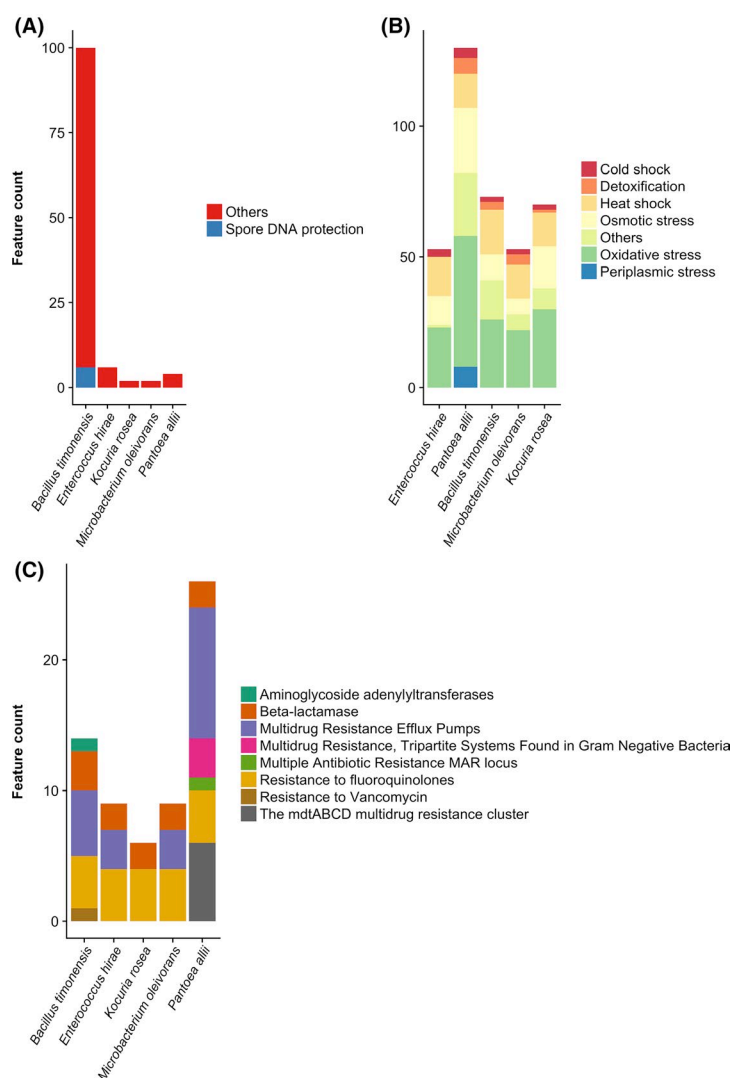 (A)
Feature count
100
75
50
25
0
Bacillus timonensis
Entercoccus hirae
Kocuria rosea
Microbacterium oleivorans
Pantoea allii
Others
Spore DNA protection
(B)
100
50
0
Entercoccus hirae
Pantoea allii
Bacillus timonensis
Microbacterium oleivorans
Kocuria rosea
Cold shock
Detoxification
Heat shock
Osmotic stress
Others
Oxidative stress
Periplasmic stress
(C)
Feature count
20
10
0
Bacillus timonensis
Enterococcus hirae
Kocuria rosea
Microbacterium oleivorans
Pantoea allii
Aminoglycoside adenylyltransferases
Beta-lactamase
Multidrug Resistance Efflux Pumps
Multidrug Resistance, Tripartite Systems Found in Gram Negative Bacteria
Multiple Antibiotic Resistance MAR locus
Resistance to fluoroquinolones
Resistance to Vancomycin
The mdtABCD multidrug resistance cluster